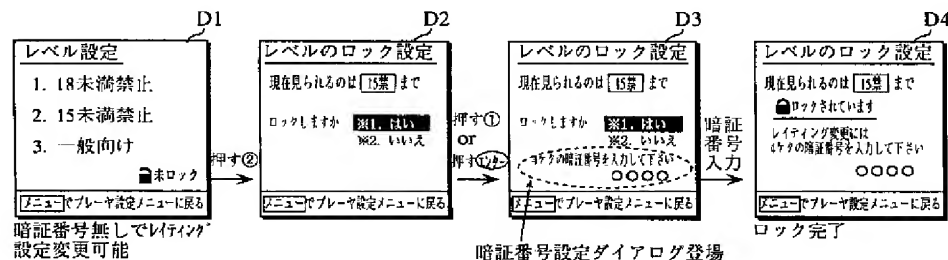 D1
レベル設定
1. 18未満禁止
2. 15未満禁止
3. 一般向け
未ロック
メニューでプレーヤ設定メニューに戻る
暗証番号無しでレイティング
設定変更可能
押す②
D2
レベルのロック設定
現在見られるのは 15禁 まで
ロックしますか ※1. はい
※2. いいえ
メニューでプレーヤ設定メニューに戻る
押す①
or
押すエンター
D3
レベルのロック設定
現在見られるのは 15禁 まで
ロックしますか ※1. はい
※2. いいえ
4ケタの暗証番号を入力して下さい
○○○○
メニューでプレーヤ設定メニューに戻る
暗証番号設定ダイアログ登場
暗証
番号
入力
D4
レベルのロック設定
現在見られるのは 15禁 まで
ロックされています
レイティング変更には
4ケタの暗証番号を入力して下さい
○○○○
メニューでプレーヤ設定メニューに戻る
ロック完了